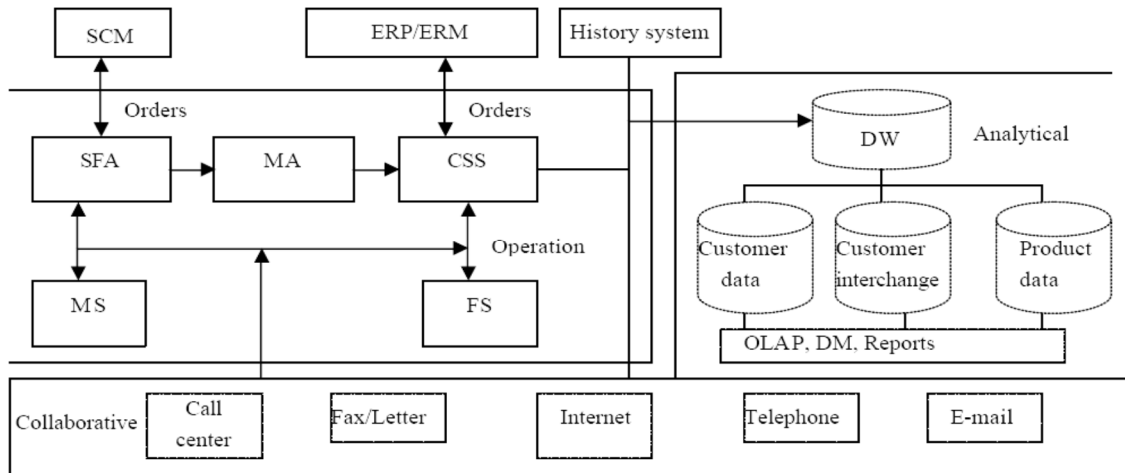 SCM
ERP/ERM
History system
Orders
Orders
SFA
MA
CSS
DW
Analytical
Operation
MS
FS
Customer
data
Customer
interchange
Product
data
OLAP, DM, Reports
Collaborative
Call
center
Fax/Letter
Internet
Telephone
E-mail